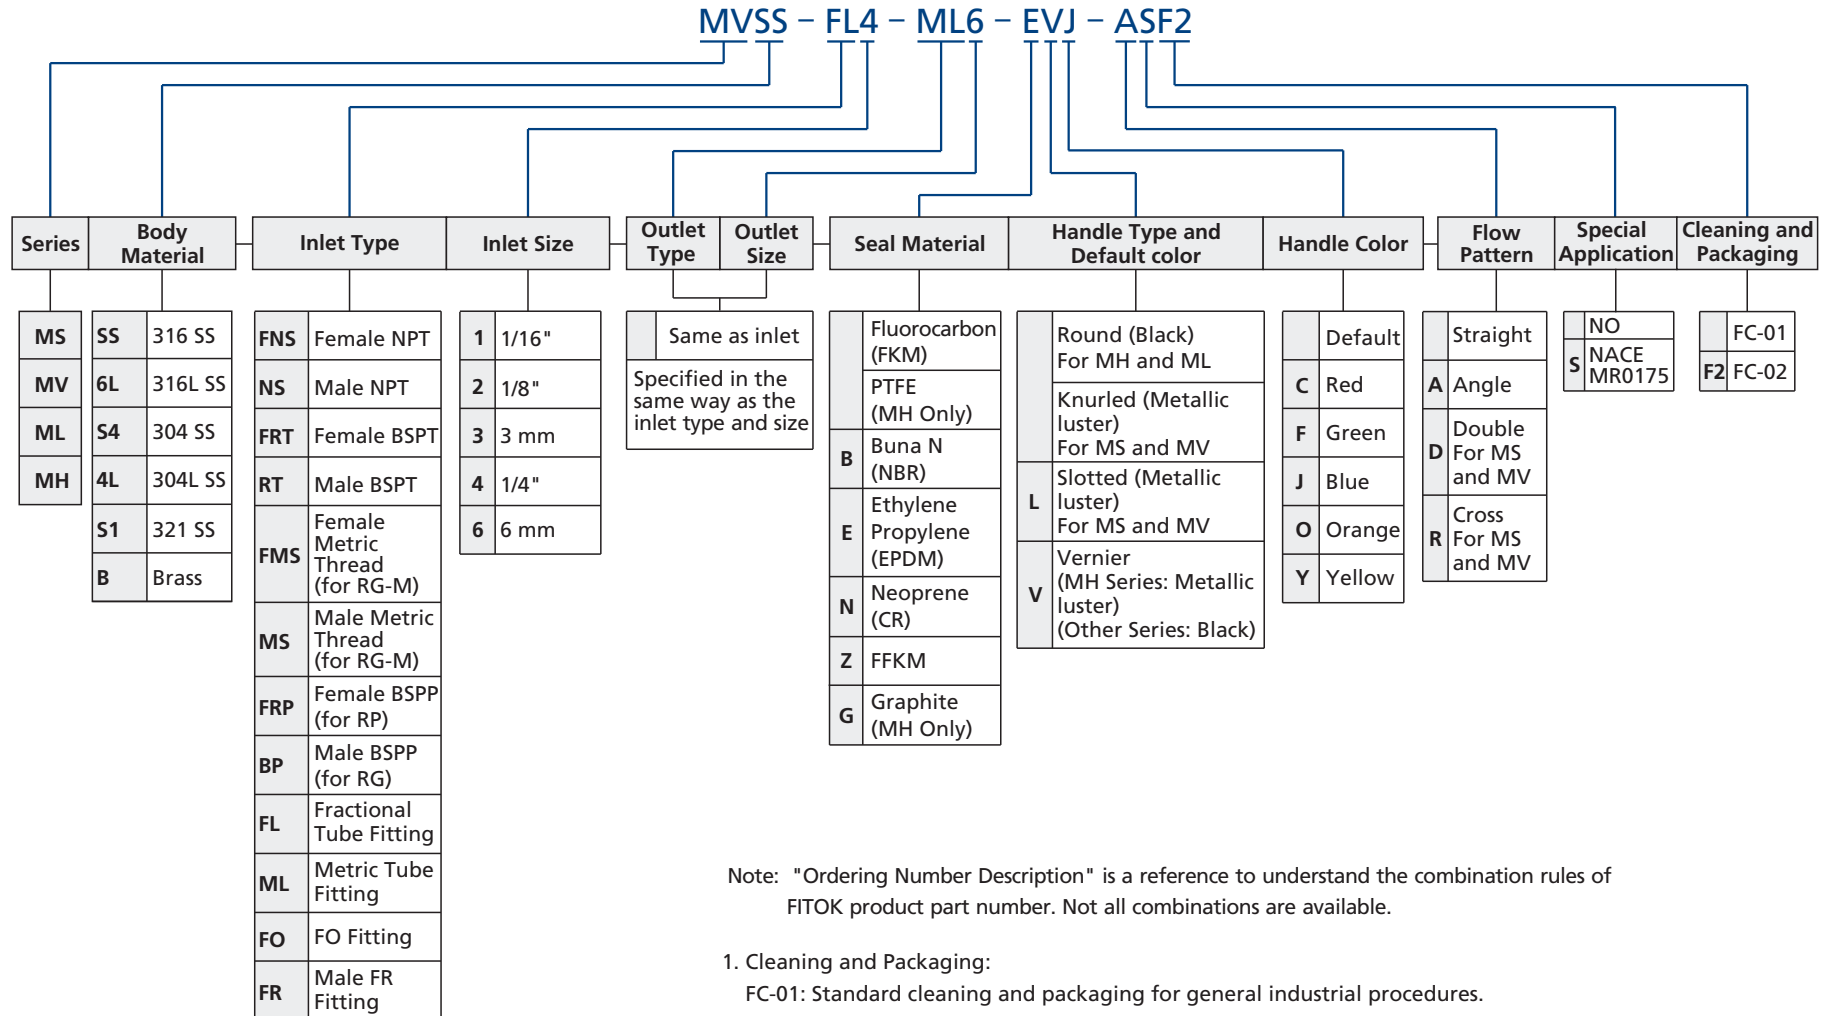 MVSS – FL4 – ML6 – EVJ – ASF2
Series
Body
Material
Inlet Type
Inlet Size
Outlet
Type
Outlet
Size
Seal Material
Handle Type and
Default color
Handle Color
Flow
Pattern
Special
Application
Cleaning and
Packaging
MS
MV
ML
MH
SS 316 SS
6L 316L SS
S4 304 SS
4L 304L SS
S1 321 SS
B Brass
FNS Female NPT
NS Male NPT
FRT Female BSPT
RT Male BSPT
FMS Female
Metric
Thread
(for RG-M)
MS Male Metric
Thread
(for RG-M)
FRP Female BSPP
(for RP)
BP Male BSPP
(for RG)
FL Fractional
Tube Fitting
ML Metric Tube
Fitting
FO FO Fitting
FR Male FR
Fitting
1 1/16"
2 1/8"
3 3 mm
4 1/4"
6 6 mm
Same as inlet
Specified in the
same way as the
inlet type and size
Fluorocarbon
(FKM)
PTFE
(MH Only)
B Buna N
(NBR)
E Ethylene
Propylene
(EPDM)
N Neoprene
(CR)
Z FFKM
G Graphite
(MH Only)
Round (Black)
For MH and ML
Knurled (Metallic
luster)
For MS and MV
L Slotted (Metallic
luster)
For MS and MV
V Vernier
(MH Series: Metallic
luster)
(Other Series: Black)
Default
C Red
F Green
J Blue
O Orange
Y Yellow
Straight
A Angle
D Double
For MS
and MV
R Cross
For MS
and MV
NO
S NACE
MR0175
FC-01
F2 FC-02
Note: "Ordering Number Description" is a reference to understand the combination rules of
FITOK product part number. Not all combinations are available.
1. Cleaning and Packaging:
FC-01: Standard cleaning and packaging for general industrial procedures.